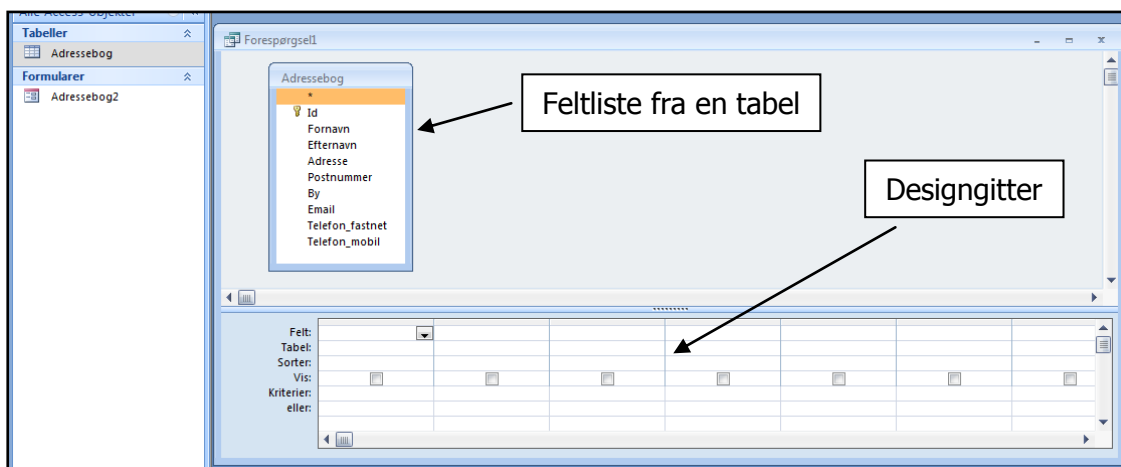 Alle Access-objekter
Tabeller
Adressebog
Formularer
Adressebog2
Forespørgsel1
Adressebog
*
Id
Fornavn
Efternavn
Adresse
Postnummer
By
Email
Telefon_fastnet
Telefon_mobil
Feltliste fra en tabel
Designgitter
Felt:
Tabel:
Sorter:
Vis:
Kriterier:
eller: